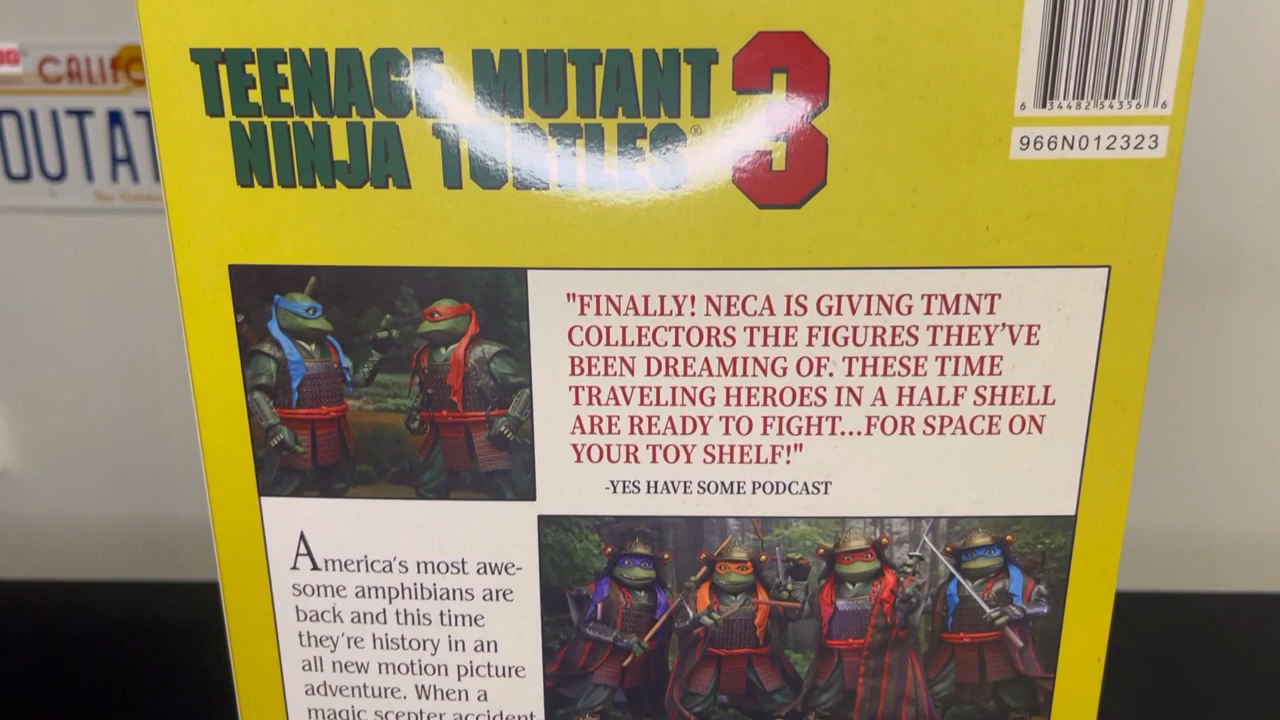 CALIFO
OUTAT
TEENAGE MUTANT
NINJA TURTLES® 3
6 34482 54356 6
966N012323
"FINALLY! NECA IS GIVING TMNT
COLLECTORS THE FIGURES THEY'VE
BEEN DREAMING OF. THESE TIME
TRAVELING HEROES IN A HALF SHELL
ARE READY TO FIGHT...FOR SPACE ON
YOUR TOY SHELF!"
-YES HAVE SOME PODCAST
America's most awe-
some amphibians are
back and this time
they're history in an
all new motion picture
adventure. When a
magic scepter accident